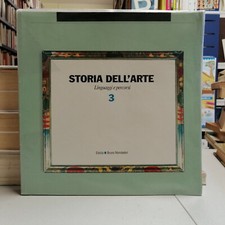 STORIA DELL'ARTE
Linguaggi e percorsi
3